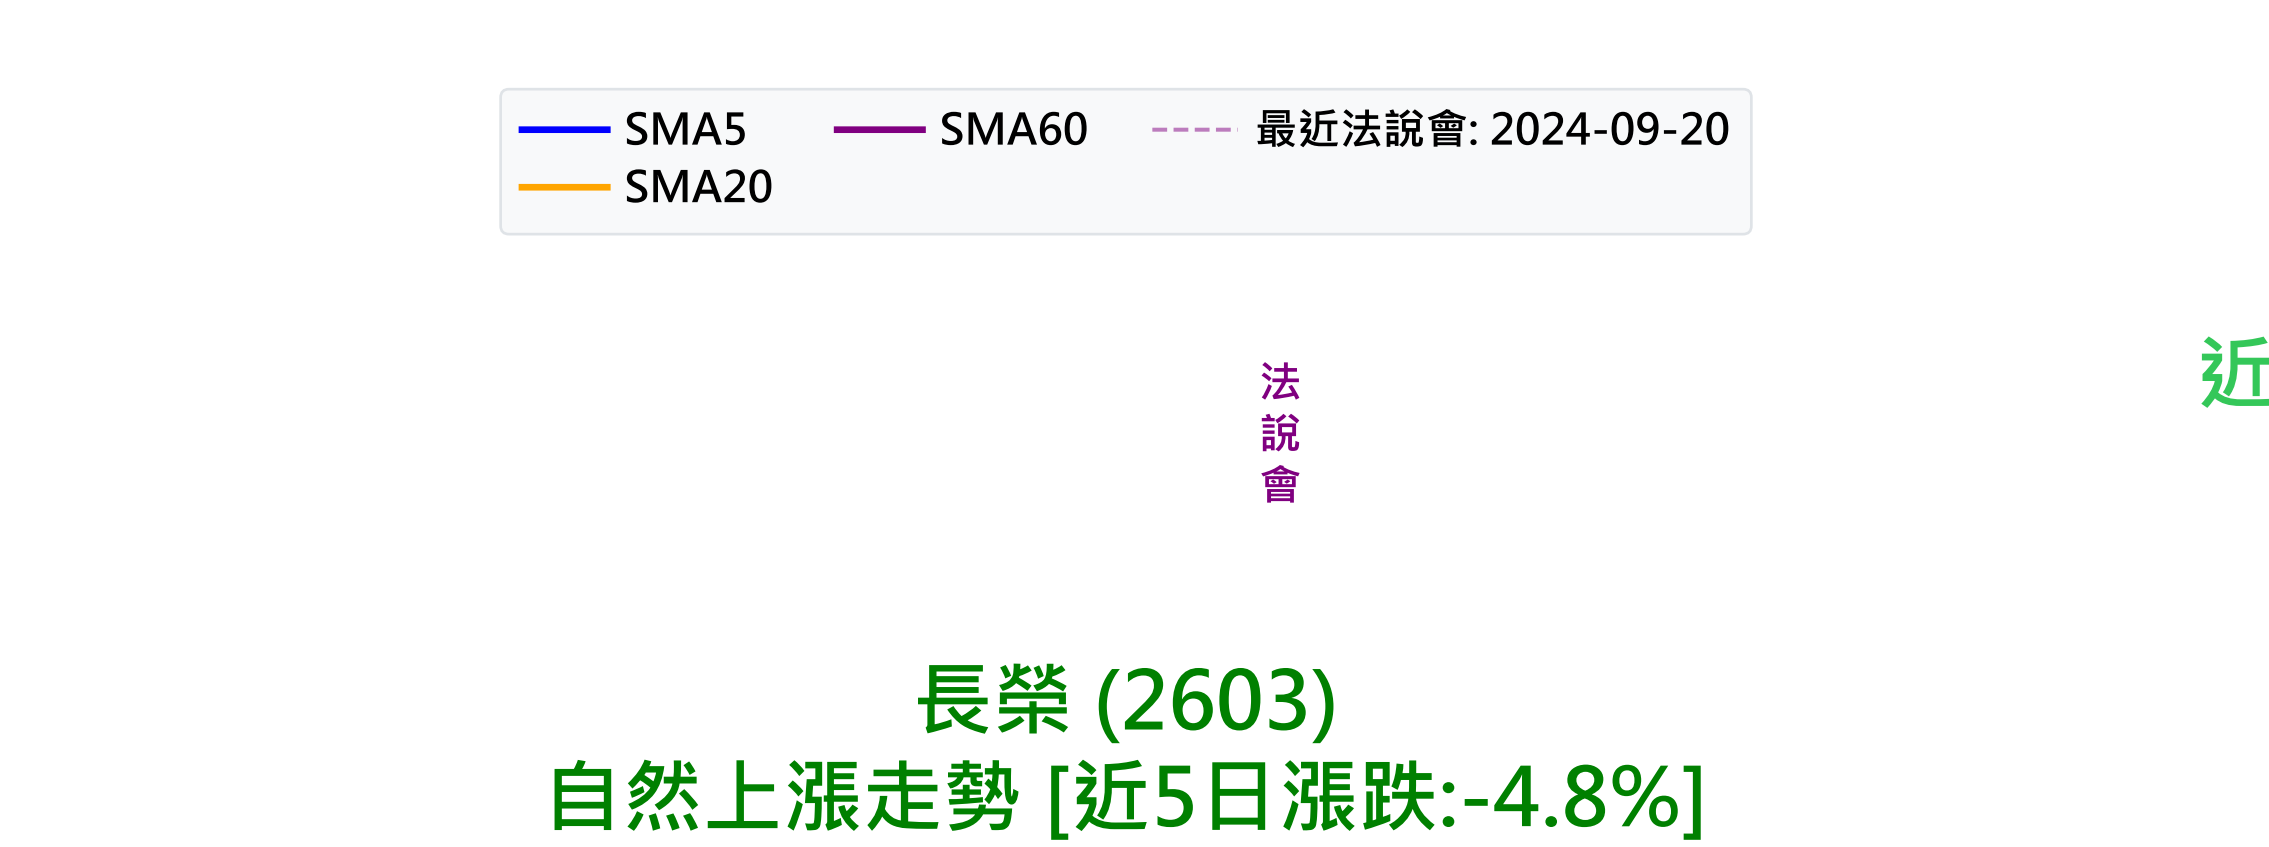 SMA5
SMA20
SMA60
最近法說會: 2024-09-20
法
說
會
近
長榮 (2603)
自然上漲走勢 [近5日漲跌:-4.8%]